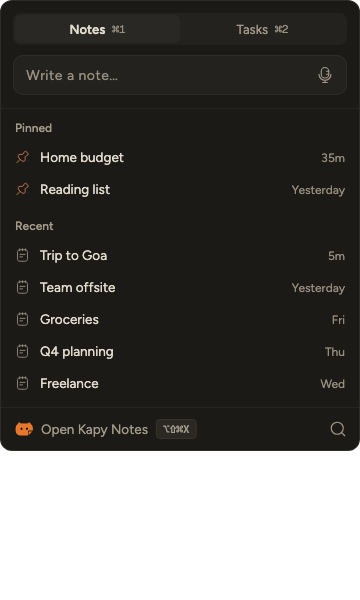 Notes ⌘1 Tasks ⌘2
Write a note...
Pinned
Home budget 35m
Reading list Yesterday
Recent
Trip to Goa 5m
Team offsite Yesterday
Groceries Fri
Q4 planning Thu
Freelance Wed
Open Kapy Notes ⌥⇧⌘X